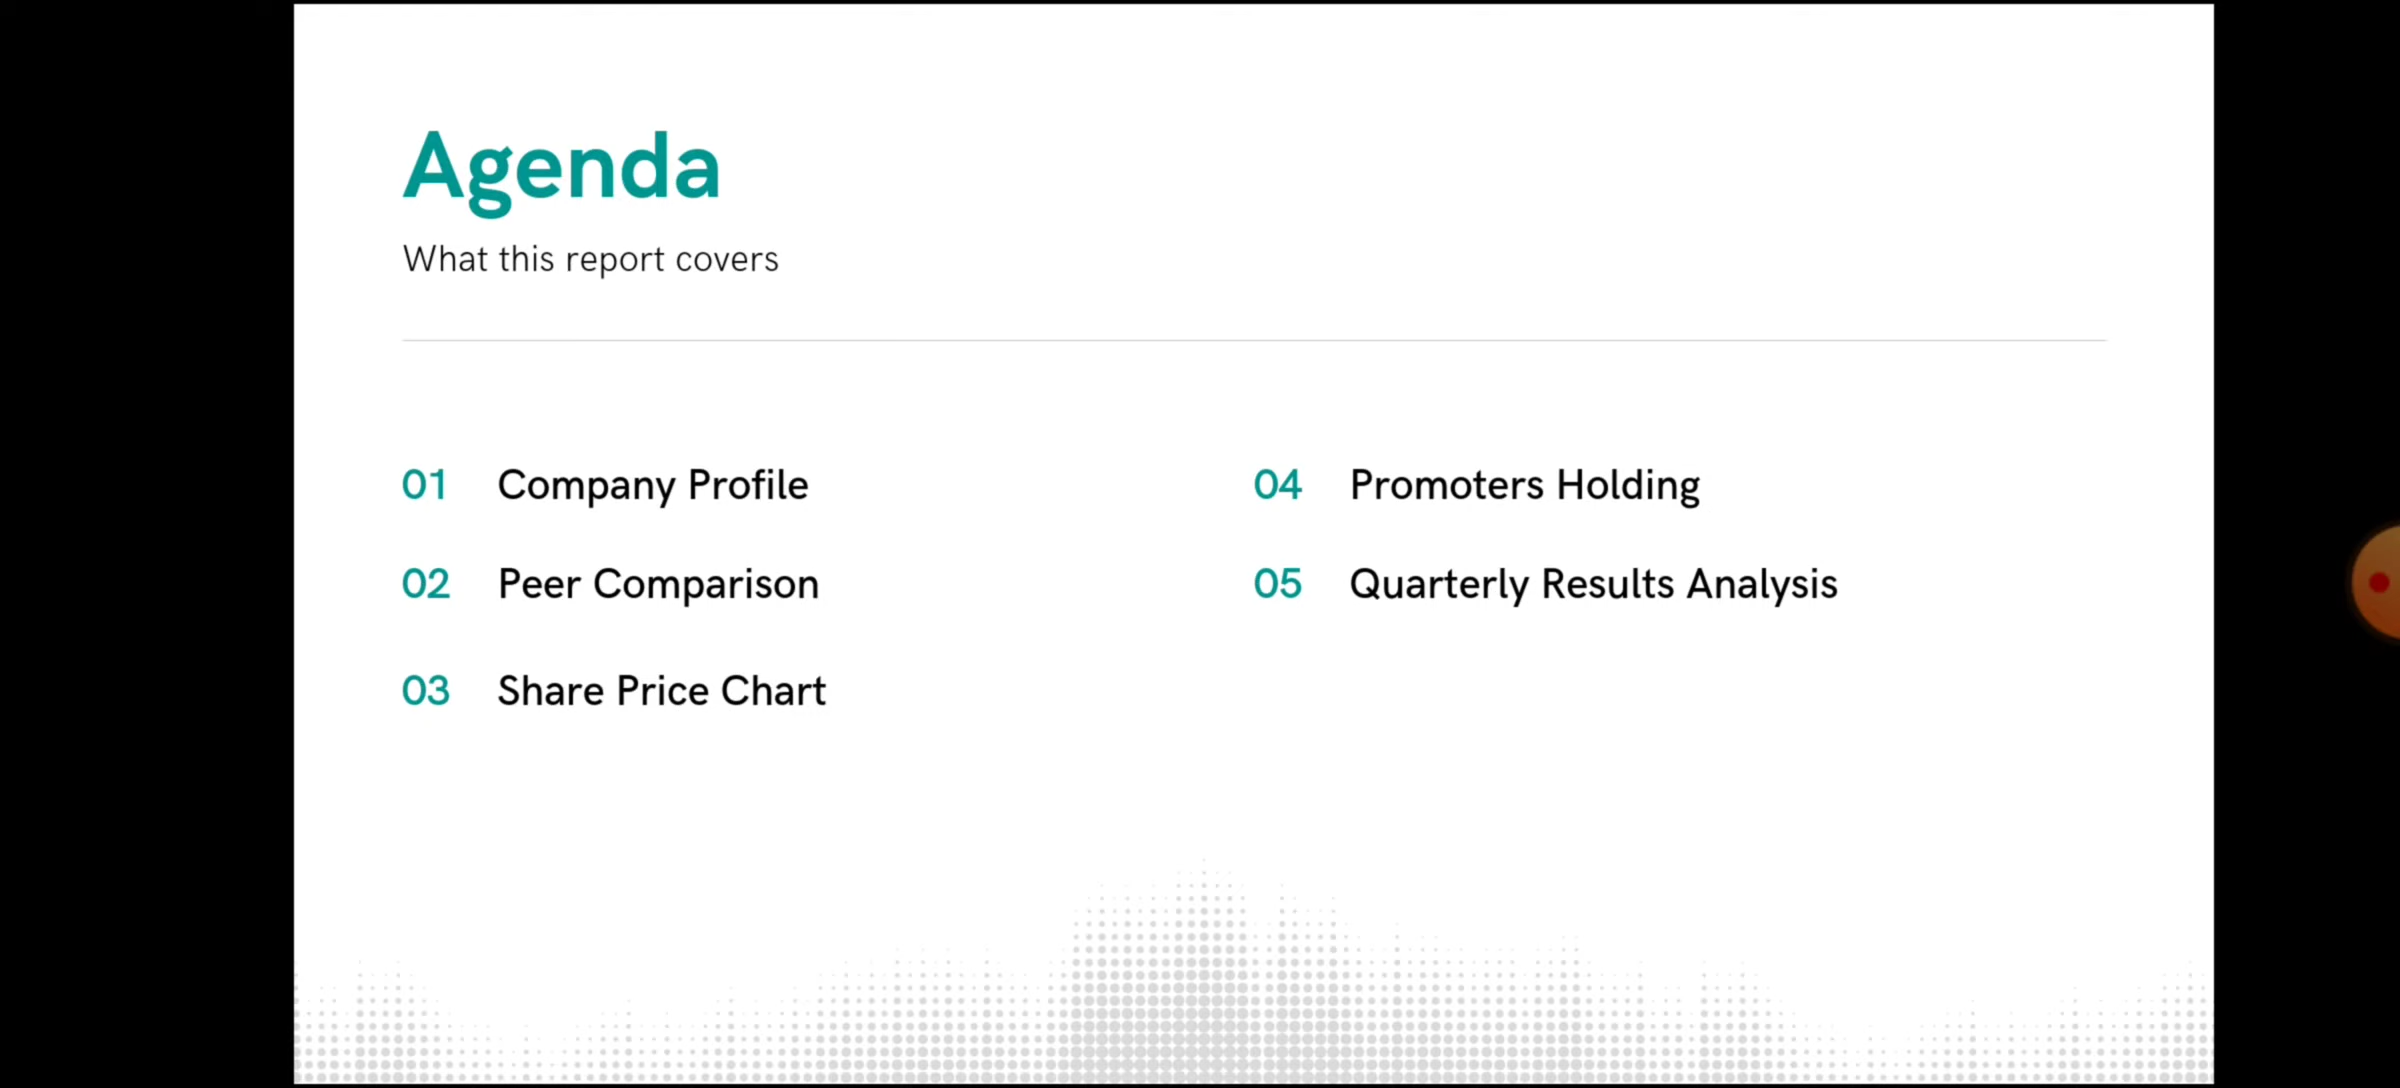 Agenda
What this report covers
01 Company Profile
02 Peer Comparison
03 Share Price Chart
04 Promoters Holding
05 Quarterly Results Analysis